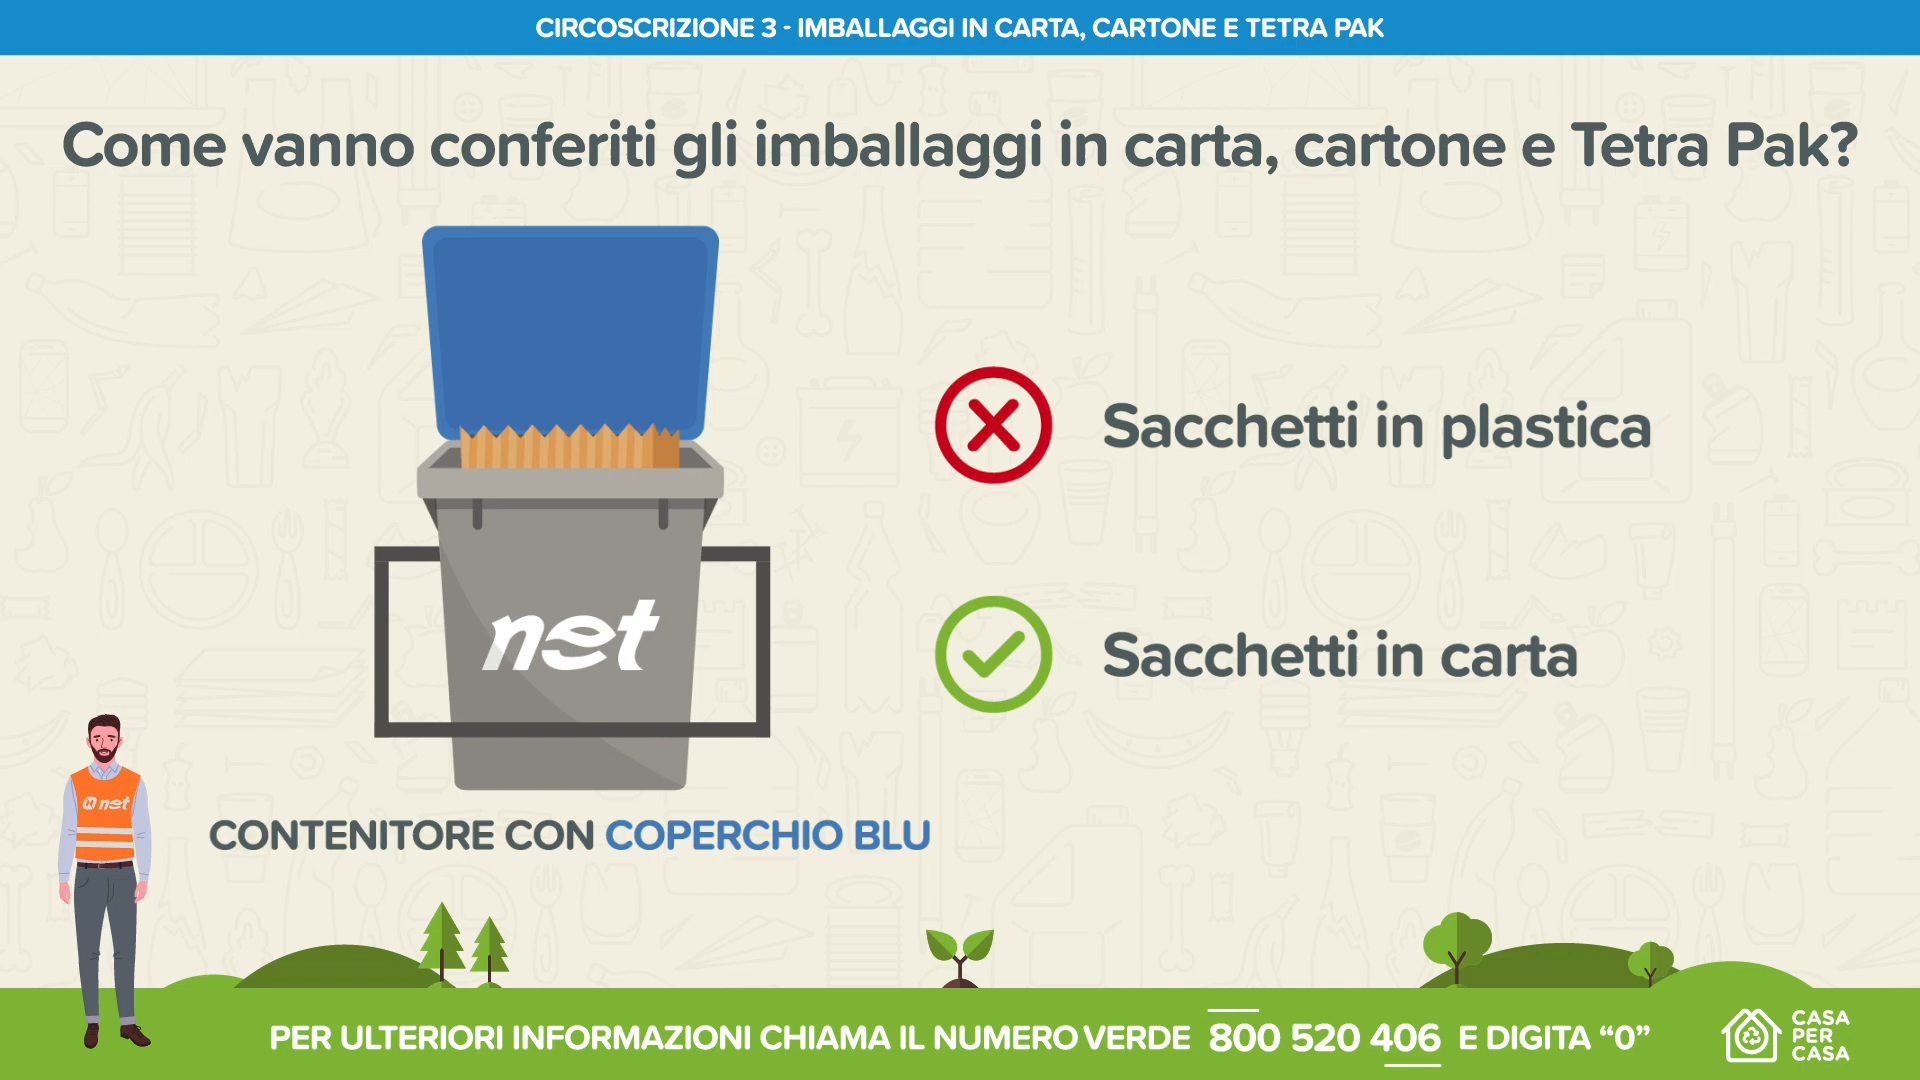 CIRCOSCRIZIONE 3 - IMBALLAGGI IN CARTA, CARTONE E TETRA PAK
Come vanno conferiti gli imballaggi in carta, cartone e Tetra Pak?
Sacchetti in plastica
net
Sacchetti in carta
net
CONTENITORE CON COPERCHIO BLU
PER ULTERIORI INFORMAZIONI CHIAMA IL NUMERO VERDE 800 520 406 E DIGITA “0”
CASA
PER
CASA